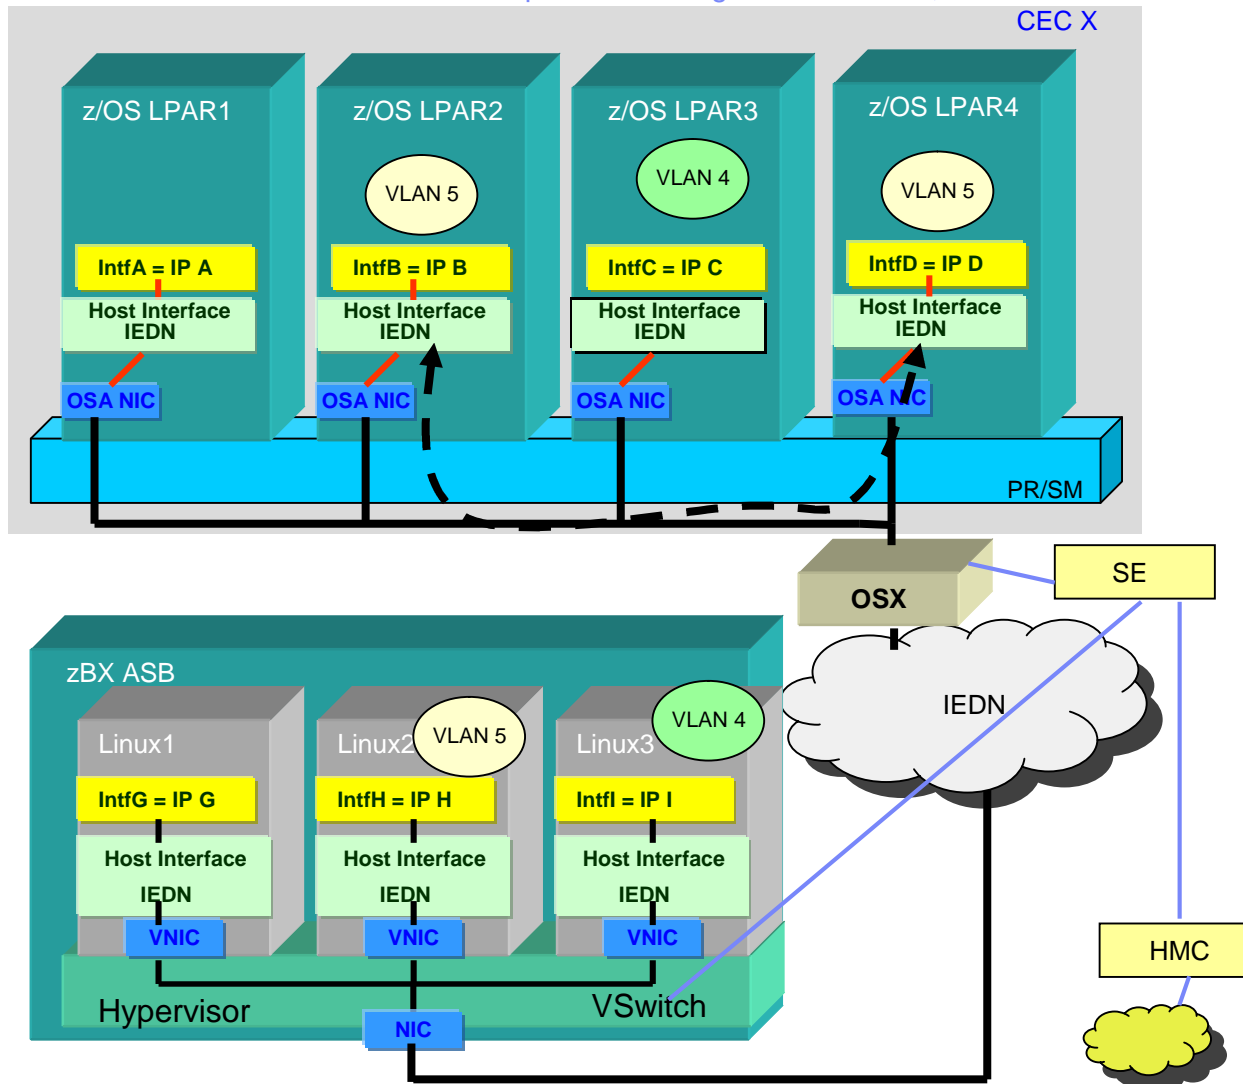 CEC X
z/OS LPAR1
z/OS LPAR2
z/OS LPAR3
z/OS LPAR4
VLAN 5
VLAN 4
VLAN 5
IntfA = IP A
IntfB = IP B
IntfC = IP C
IntfD = IP D
Host Interface
IEDN
Host Interface
IEDN
Host Interface
IEDN
Host Interface
IEDN
OSA NIC
OSA NIC
OSA NIC
OSA NIC
PR/SM
OSX
SE
zBX ASB
IEDN
Linux1
Linux2
VLAN 5
Linux3
VLAN 4
IntfG = IP G
IntfH = IP H
IntfI = IP I
Host Interface
IEDN
Host Interface
IEDN
Host Interface
IEDN
VNIC
VNIC
VNIC
HMC
Hypervisor
VSwitch
NIC